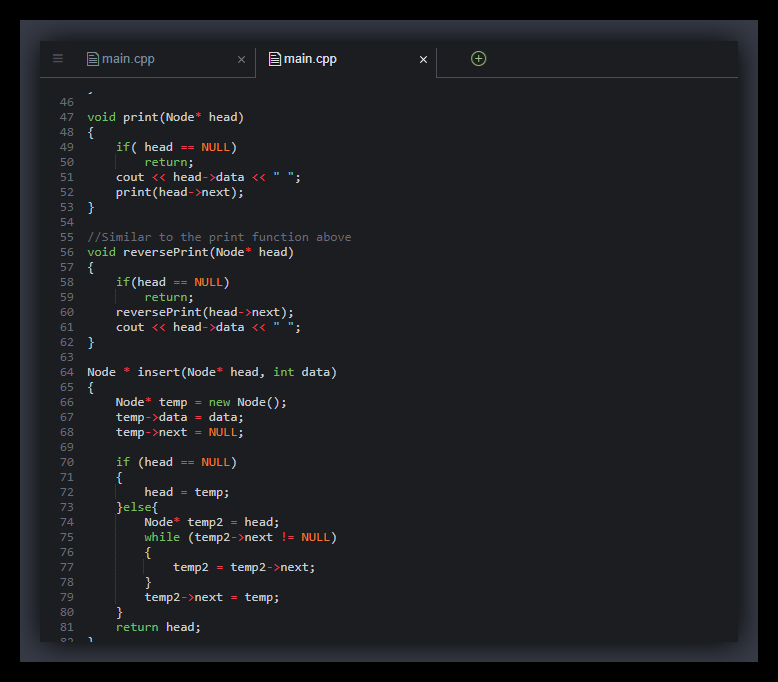 main.cpp × main.cpp ×
}
46
47 void print(Node* head)
48 {
49     if( head == NULL)
50         return;
51     cout << head->data << " ";
52     print(head->next);
53 }
54
55 //Similar to the print function above
56 void reversePrint(Node* head)
57 {
58     if(head == NULL)
59         return;
60     reversePrint(head->next);
61     cout << head->data << " ";
62 }
63
64 Node * insert(Node* head, int data)
65 {
66     Node* temp = new Node();
67     temp->data = data;
68     temp->next = NULL;
69
70     if (head == NULL)
71     {
72         head = temp;
73     }else{
74         Node* temp2 = head;
75         while (temp2->next != NULL)
76         {
77             temp2 = temp2->next;
78         }
79         temp2->next = temp;
80     }
81     return head;
82 }